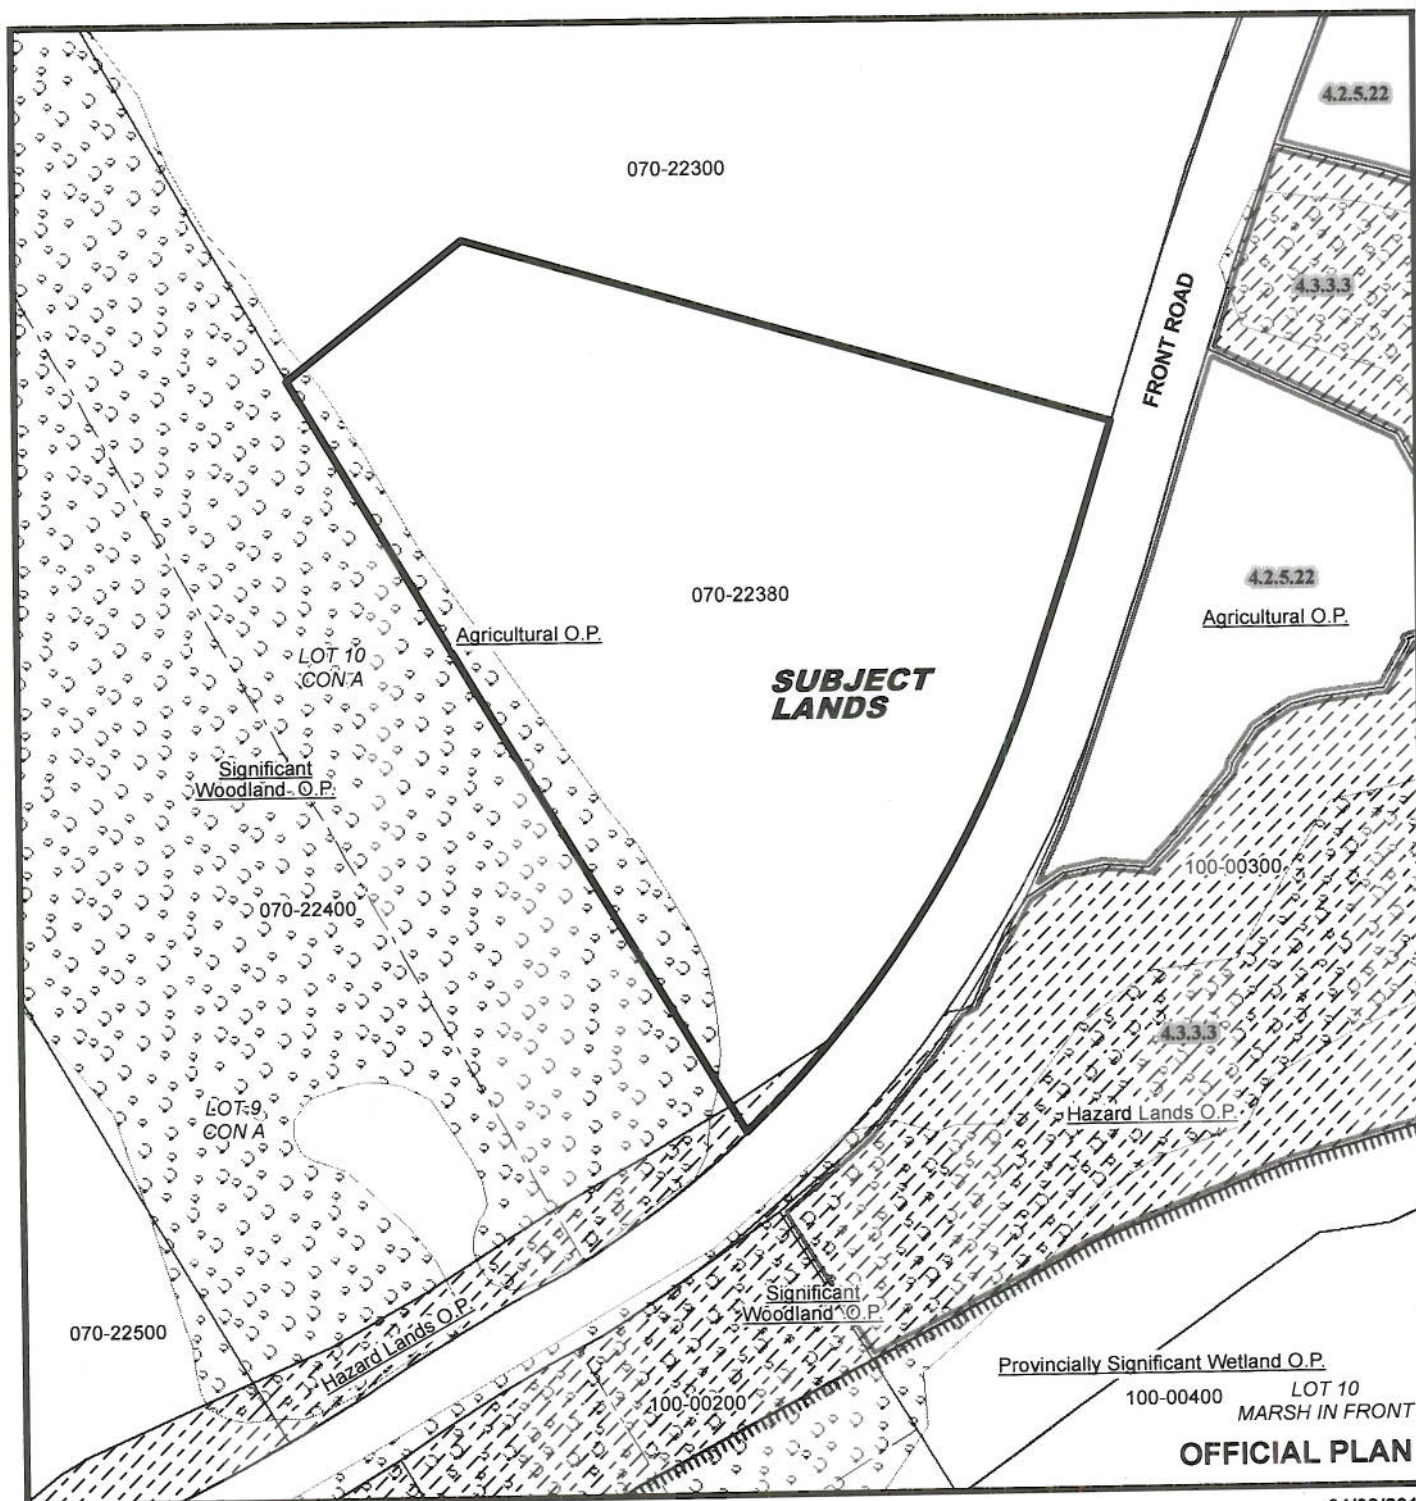 4.2.5.22
070-22300
4.3.3.3
FRONT ROAD
4.2.5.22
070-22380
Agricultural O.P.
Agricultural O.P.
LOT 10
CON A
SUBJECT
LANDS
Significant
Woodland O.P.
100-00300
070-22400
4.3.3.3
LOT 9
CON A
Hazard Lands O.P.
Significant
Woodland O.P.
070-22500
Hazard Lands O.P.
Provincially Significant Wetland O.P.
100-00200
100-00400
LOT 10
MARSH IN FRONT
OFFICIAL PLAN